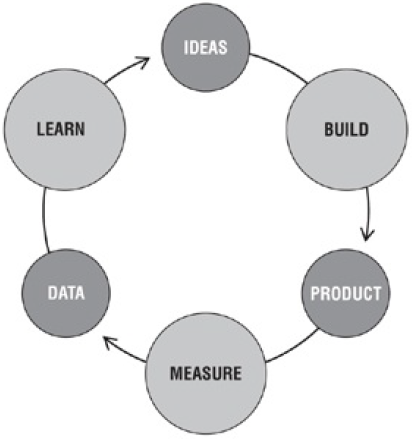 IDEAS
BUILD
PRODUCT
MEASURE
DATA
LEARN